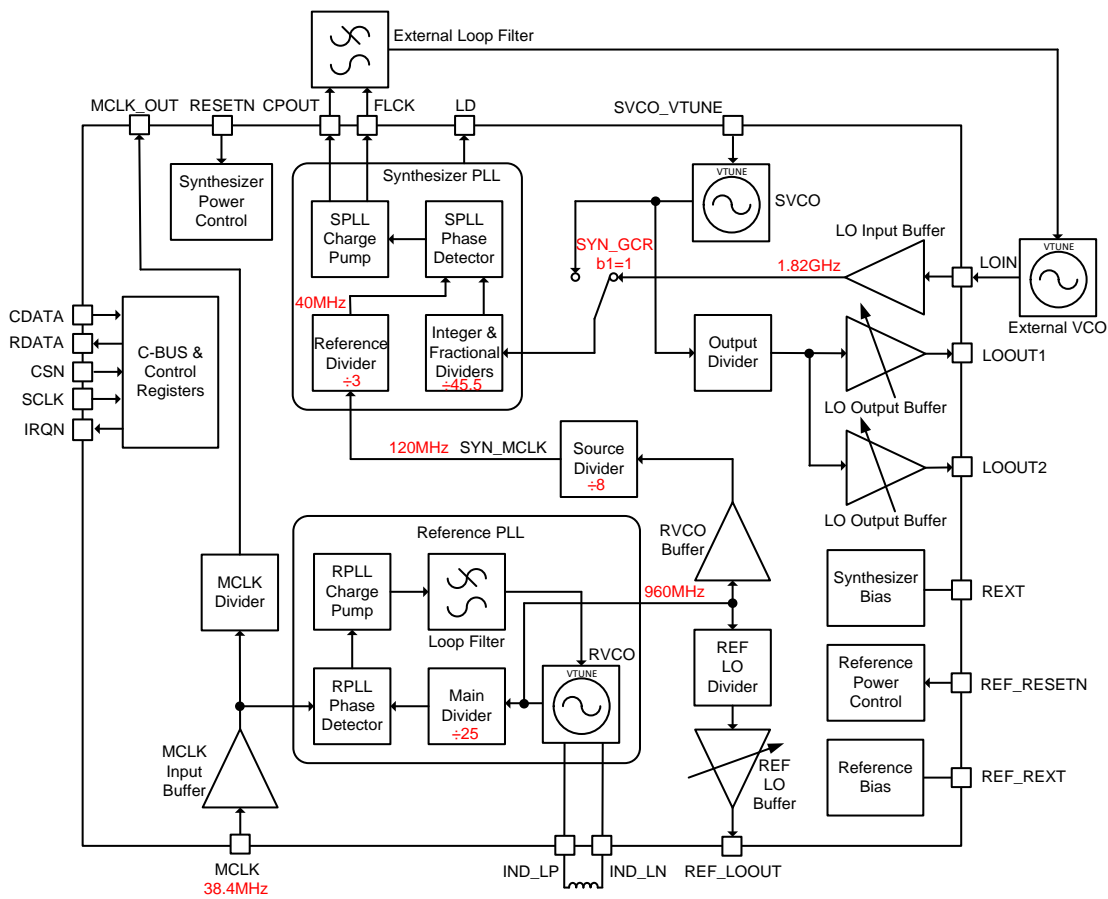 External Loop Filter
MCLK_OUT
RESETN
CPOUT
FLCK
LD
SVCO_VTUNE
Synthesizer
Power
Control
Synthesizer PLL
SPLL
Charge
Pump
SPLL
Phase
Detector
VTUNE
SVCO
SYN_GCR
b1=1
LO Input Buffer
1.82GHz
LOIN
VTUNE
External VCO
40MHz
CDATA
RDATA
CSN
SCLK
IRQN
C-BUS &
Control
Registers
Reference
Divider
÷3
Integer &
Fractional
Dividers
÷45.5
Output
Divider
LO Output Buffer
LOOUT1
LO Output Buffer
LOOUT2
120MHz
SYN_MCLK
Source
Divider
÷8
Reference PLL
RVCO
Buffer
MCLK
Divider
RPLL
Charge
Pump
Loop Filter
960MHz
Synthesizer
Bias
REXT
RPLL
Phase
Detector
Main
Divider
÷25
RVCO
VTUNE
REF
LO
Divider
Reference
Power
Control
REF_RESETN
MCLK
Input
Buffer
REF
LO
Buffer
Reference
Bias
REF_REXT
MCLK
38.4MHz
IND_LP
IND_LN
REF_LOOUT